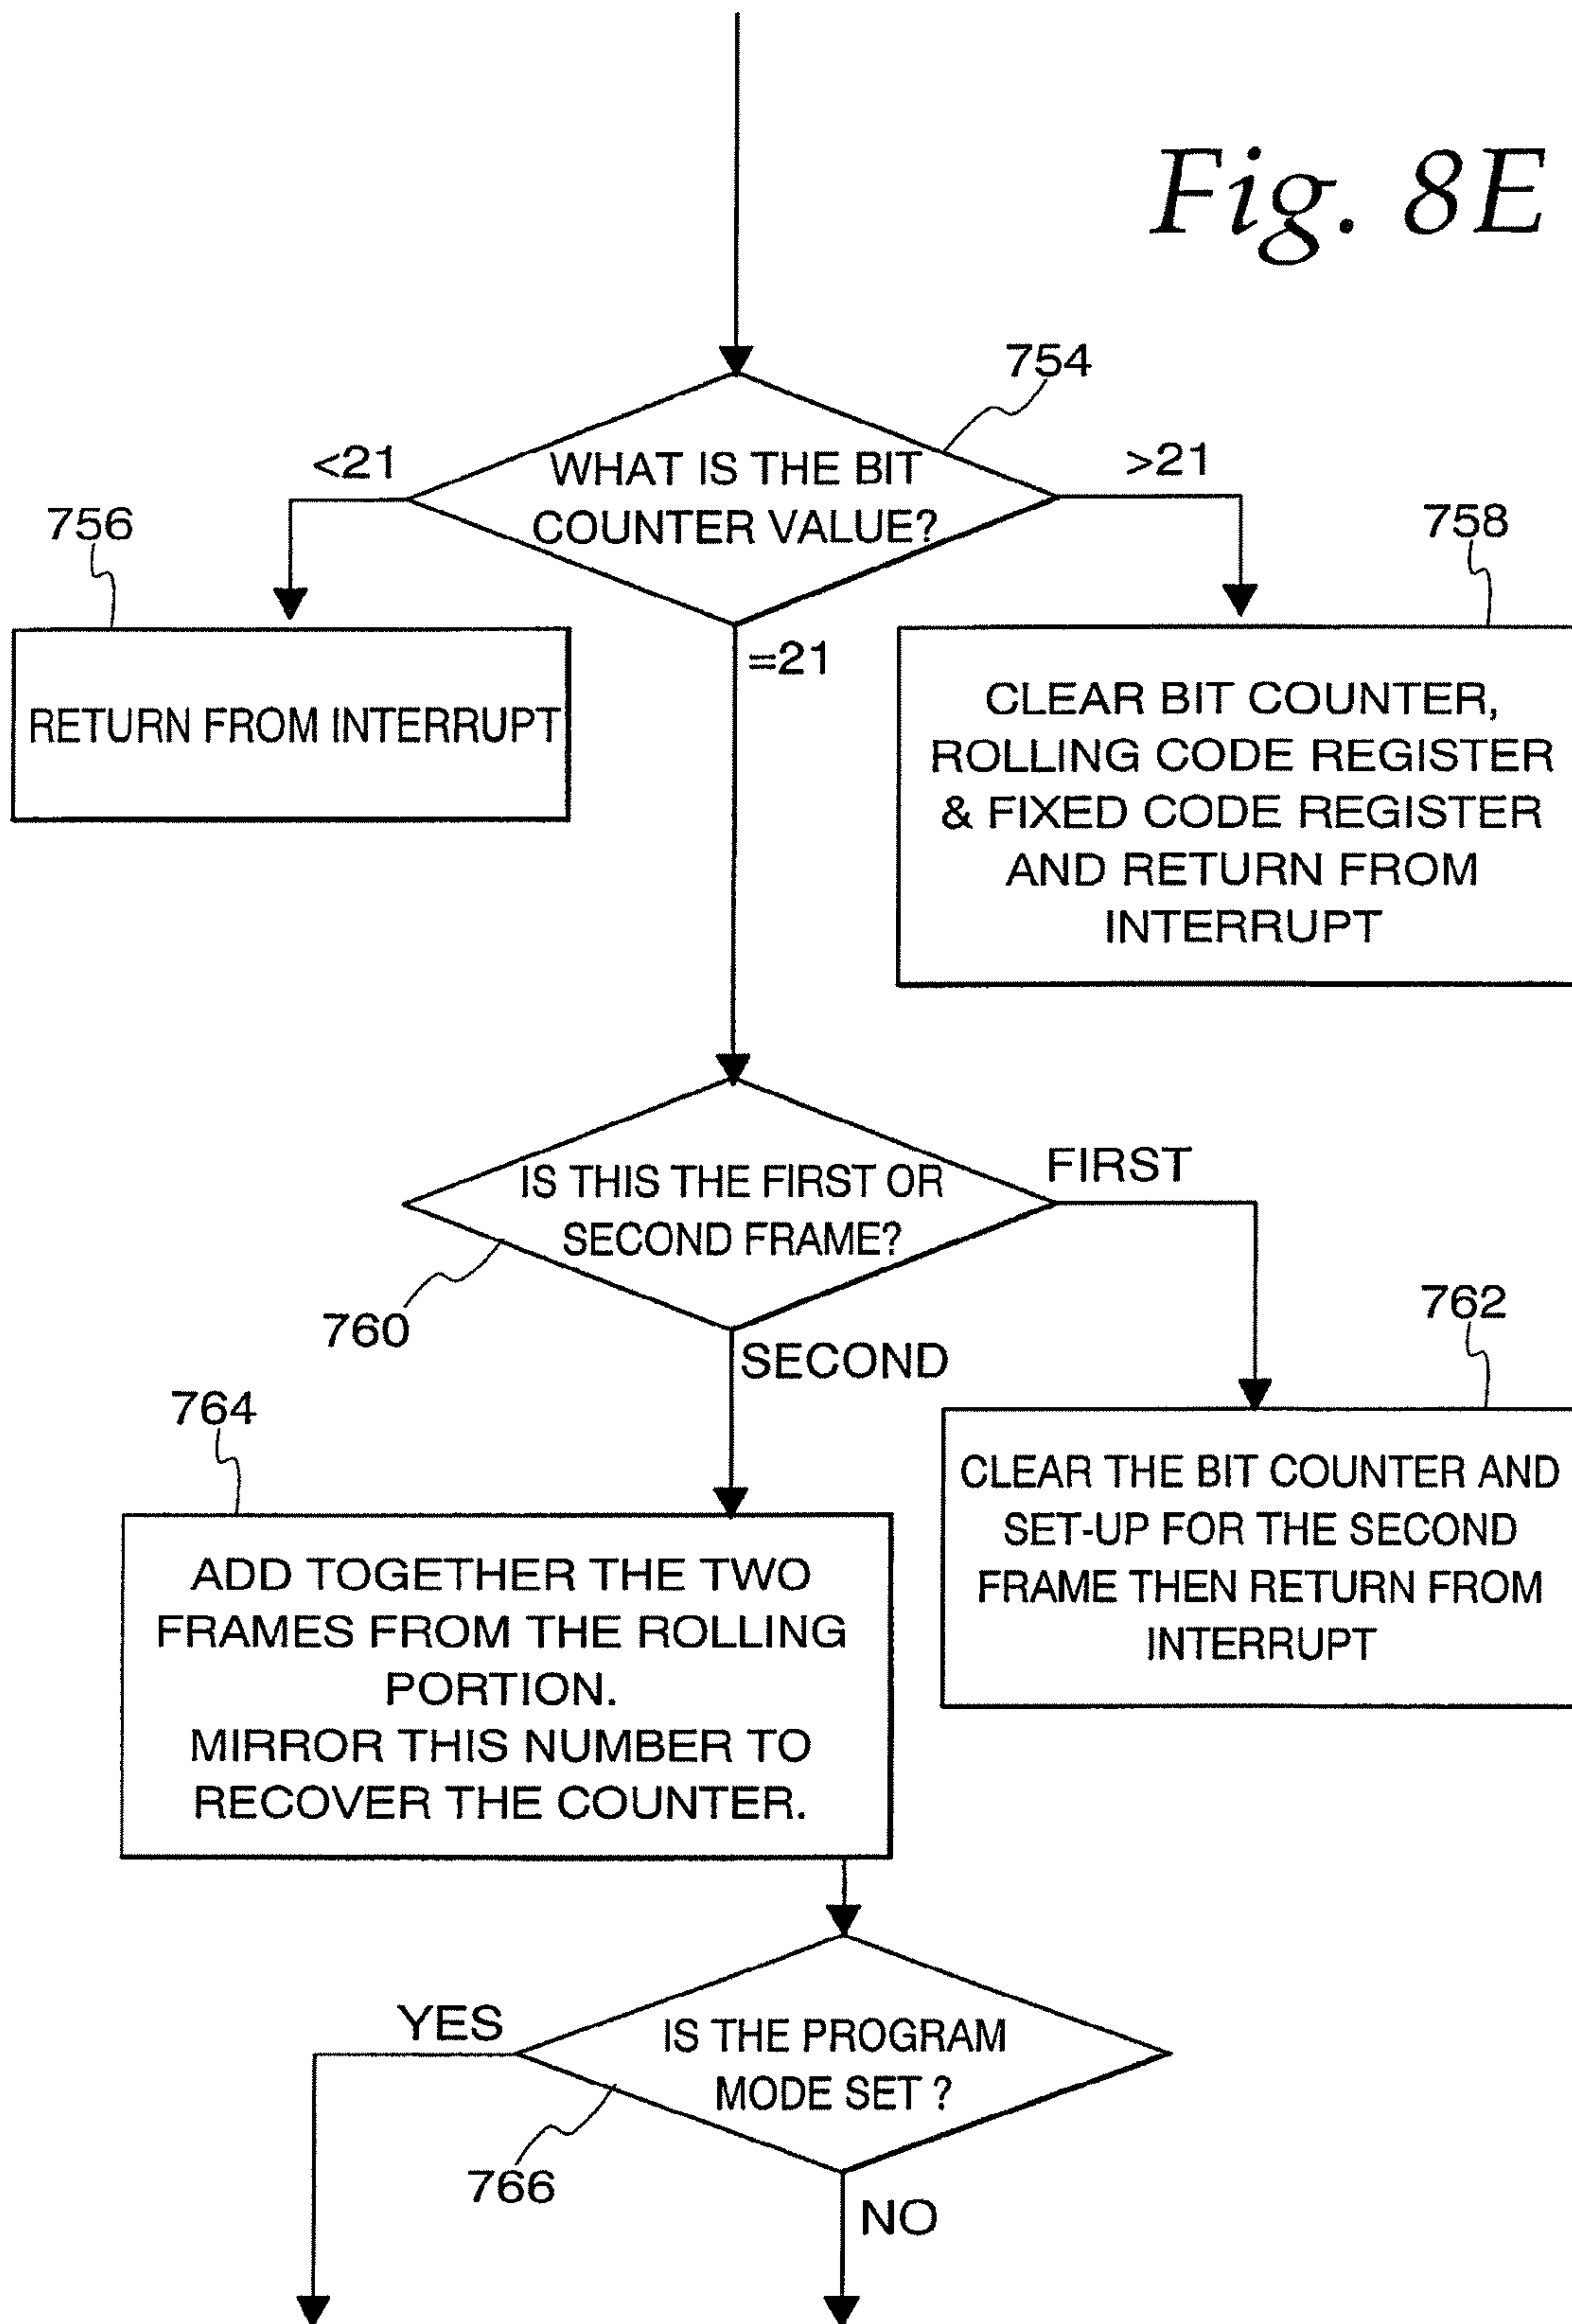 Fig. 8E
754
<21
WHAT IS THE BIT
COUNTER VALUE?
>21
756
758
=21
RETURN FROM INTERRUPT
CLEAR BIT COUNTER,
ROLLING CODE REGISTER
& FIXED CODE REGISTER
AND RETURN FROM
INTERRUPT
IS THIS THE FIRST OR
SECOND FRAME?
FIRST
760
762
SECOND
764
CLEAR THE BIT COUNTER AND
SET-UP FOR THE SECOND
FRAME THEN RETURN FROM
INTERRUPT
ADD TOGETHER THE TWO
FRAMES FROM THE ROLLING
PORTION.
MIRROR THIS NUMBER TO
RECOVER THE COUNTER.
YES
IS THE PROGRAM
MODE SET ?
766
NO